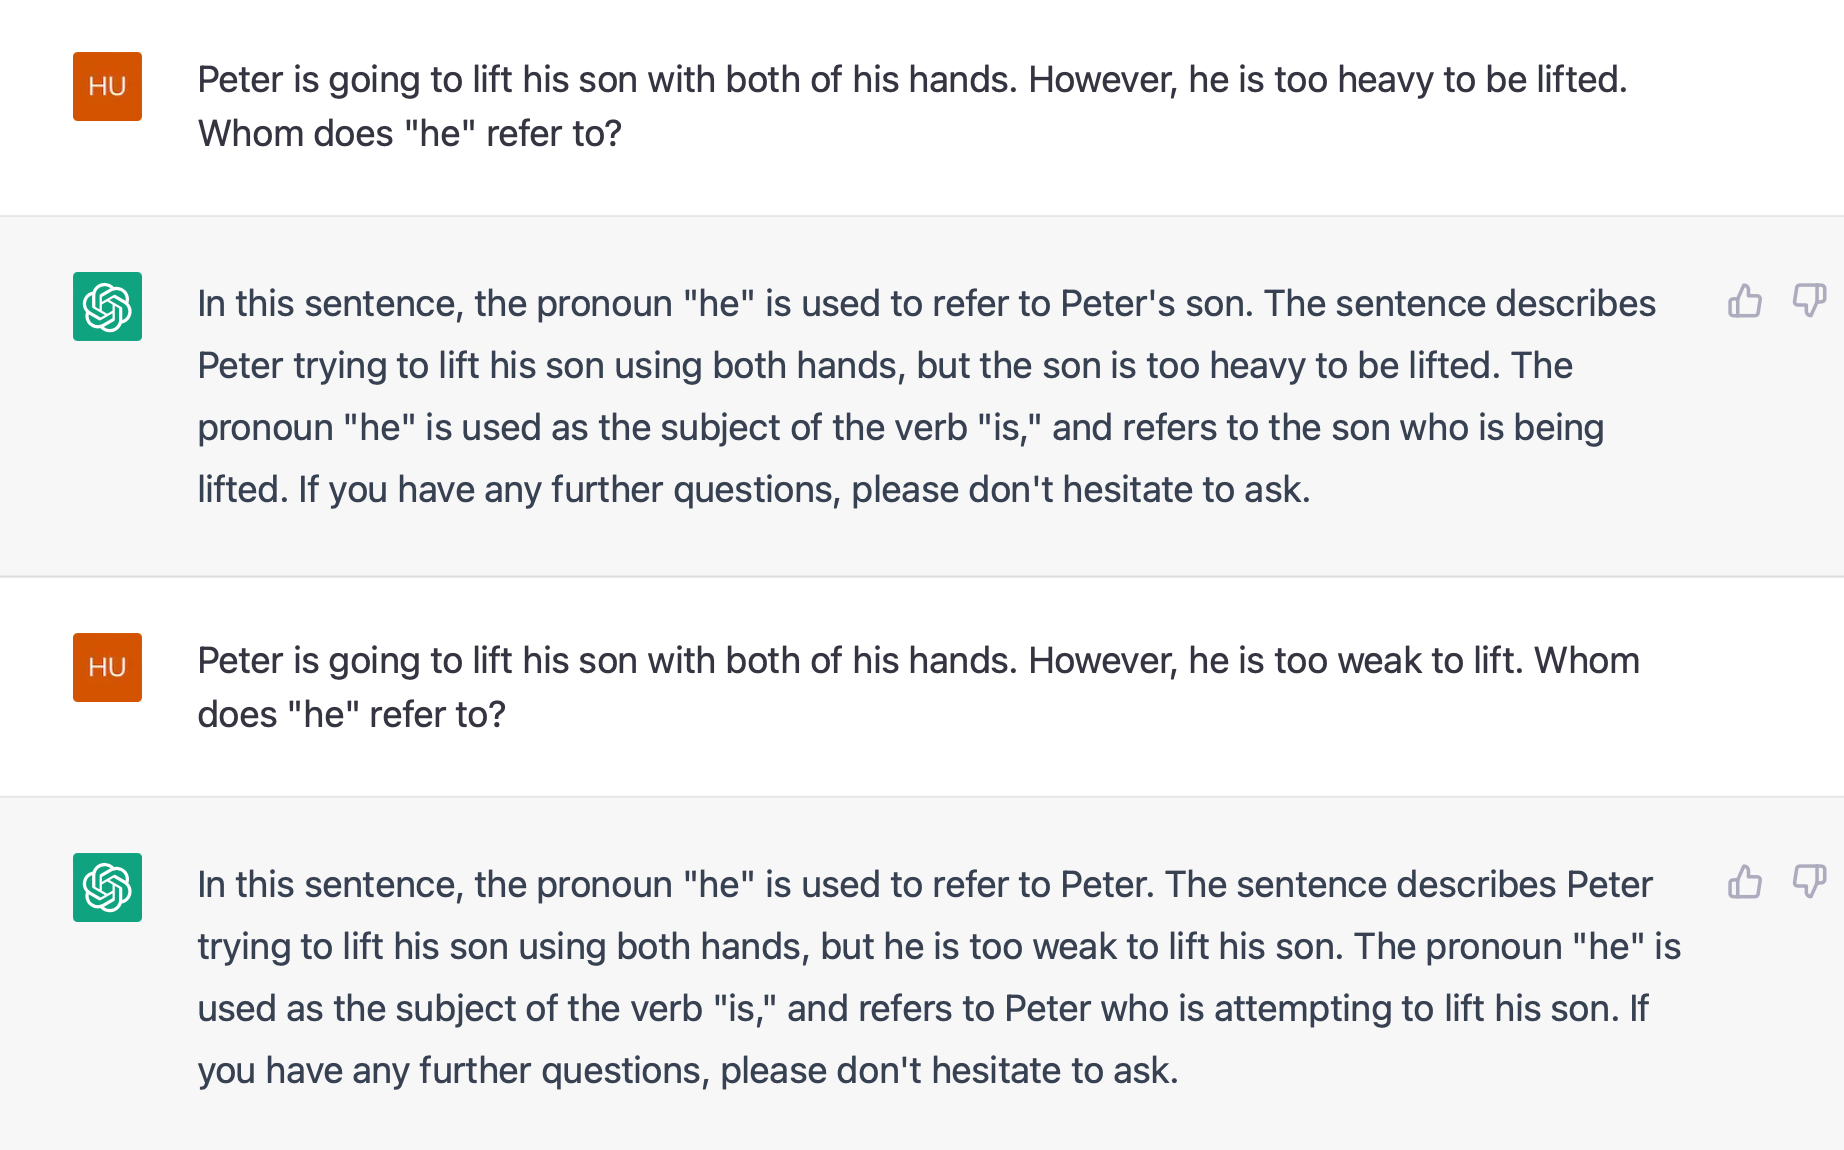 HU
Peter is going to lift his son with both of his hands. However, he is too heavy to be lifted.
Whom does "he" refer to?
In this sentence, the pronoun "he" is used to refer to Peter's son. The sentence describes
Peter trying to lift his son using both hands, but the son is too heavy to be lifted. The
pronoun "he" is used as the subject of the verb "is," and refers to the son who is being
lifted. If you have any further questions, please don't hesitate to ask.
HU
Peter is going to lift his son with both of his hands. However, he is too weak to lift. Whom
does "he" refer to?
In this sentence, the pronoun "he" is used to refer to Peter. The sentence describes Peter
trying to lift his son using both hands, but he is too weak to lift his son. The pronoun "he" is
used as the subject of the verb "is," and refers to Peter who is attempting to lift his son. If
you have any further questions, please don't hesitate to ask.